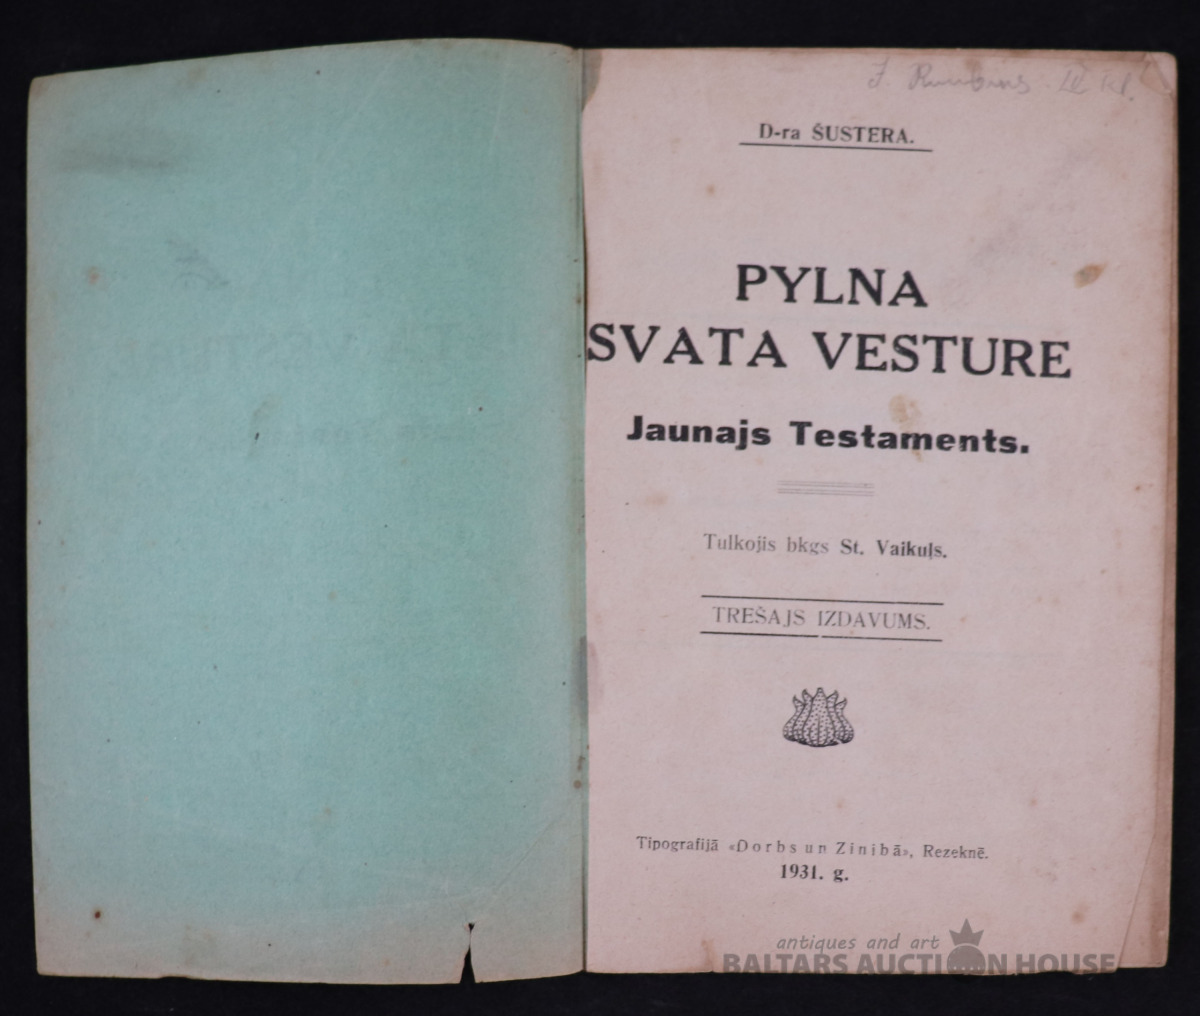 D-ra ŠUSTERA.
PYLNA
SVATA VESTURE
Jaunajs Testaments.
Tulkojis bkgs St. Vaikuļs.
TREŠAJS IZDAVUMS.
Tipografijā «Dorbs un Zinibā», Rezeknē.
1931. g.
antiques and art
BALTARS AUCTION HOUSE